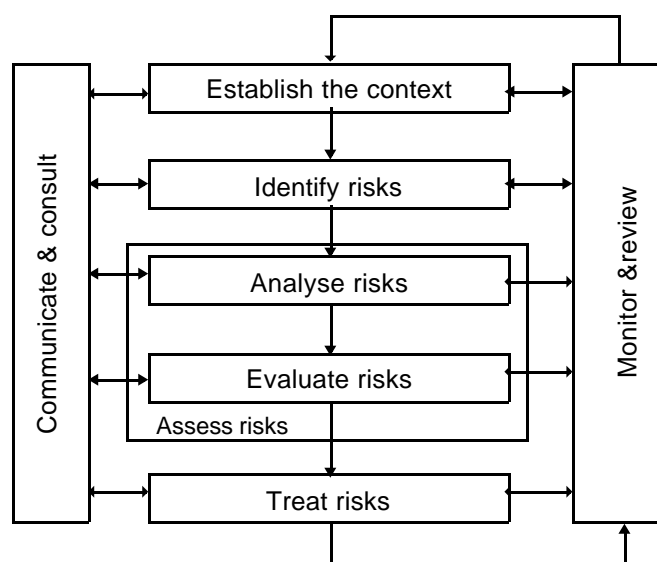 Establish the context
Communicate & consult
Identify risks
Analyse risks
Evaluate risks
Assess risks
Treat risks
Monitor &review